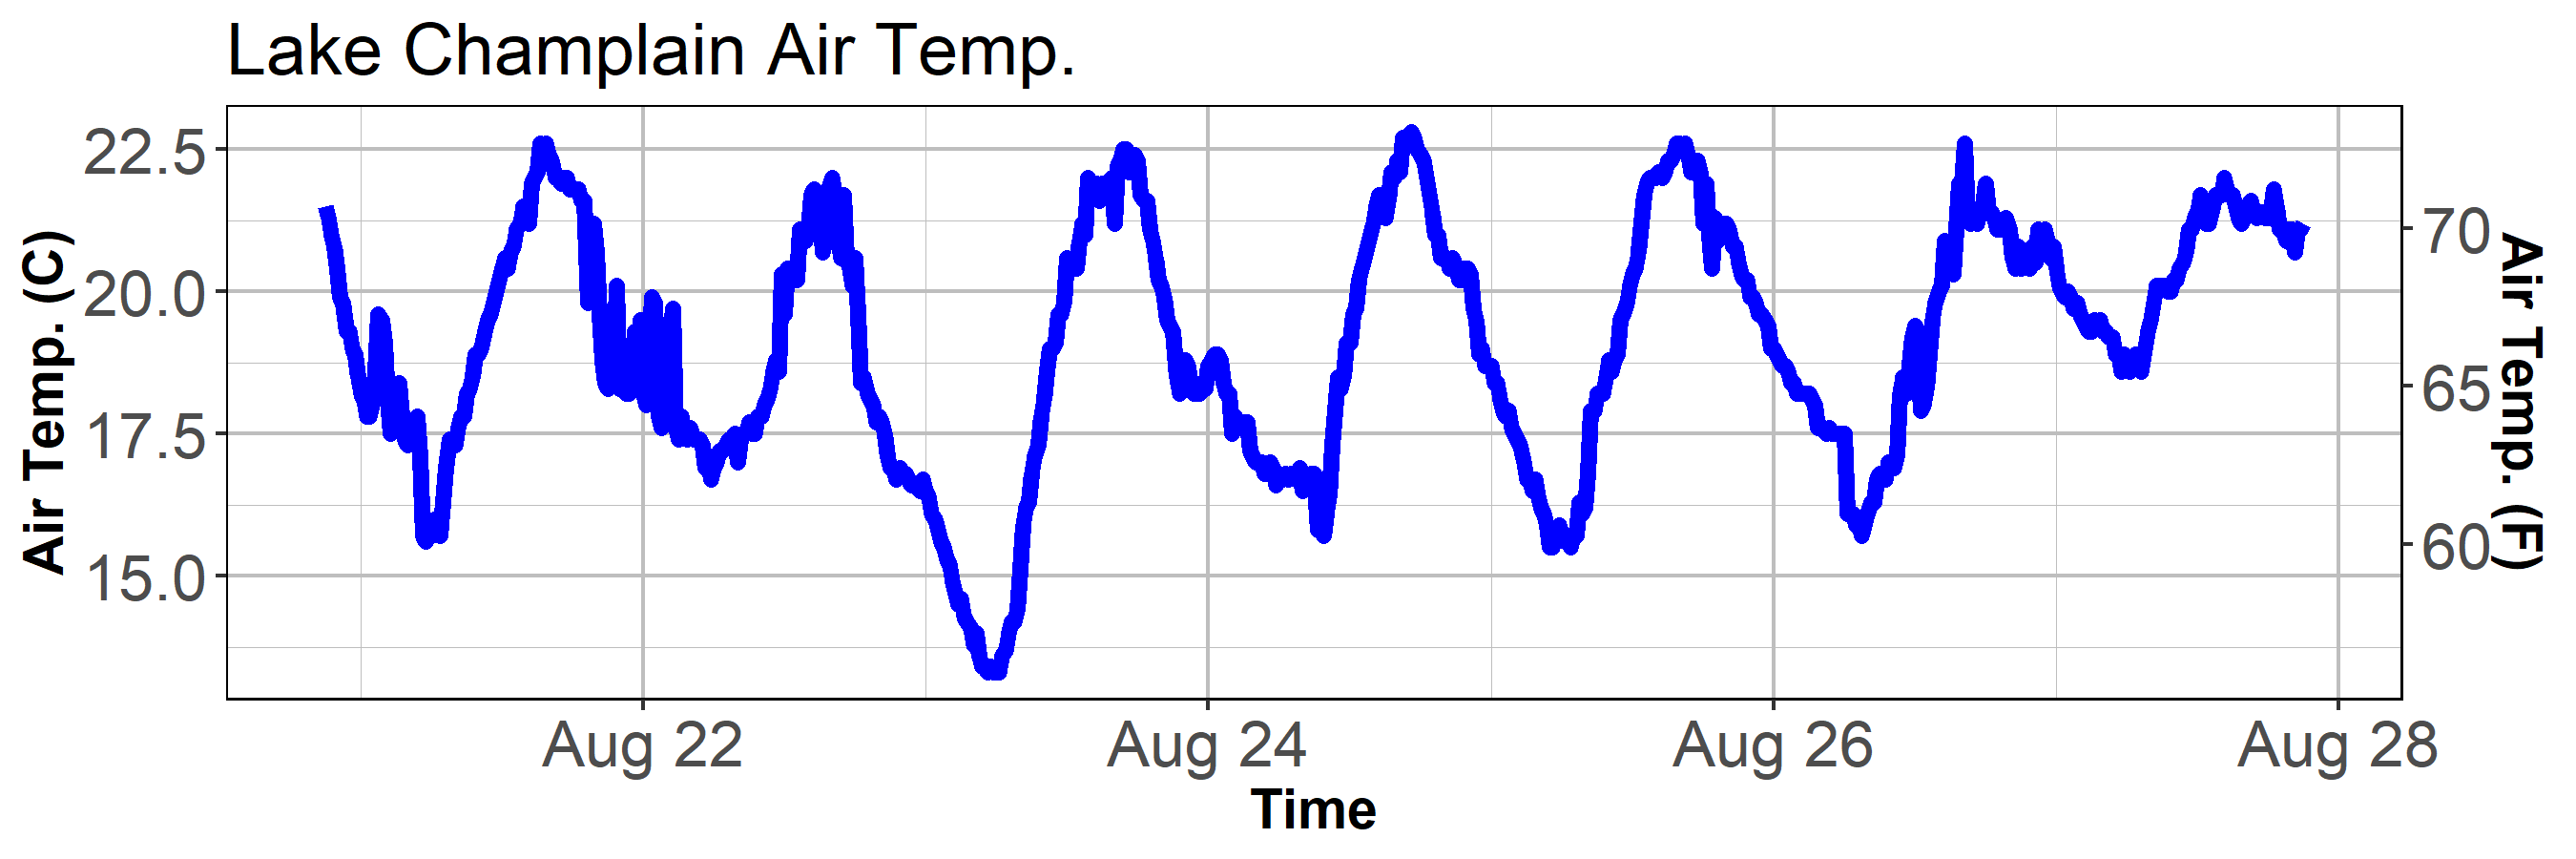 Lake Champlain Air Temp.
Air Temp. (C)
22.5
20.0
17.5
15.0
70
65
60
Air Temp. (F)
Aug 22
Aug 24
Aug 26
Aug 28
Time